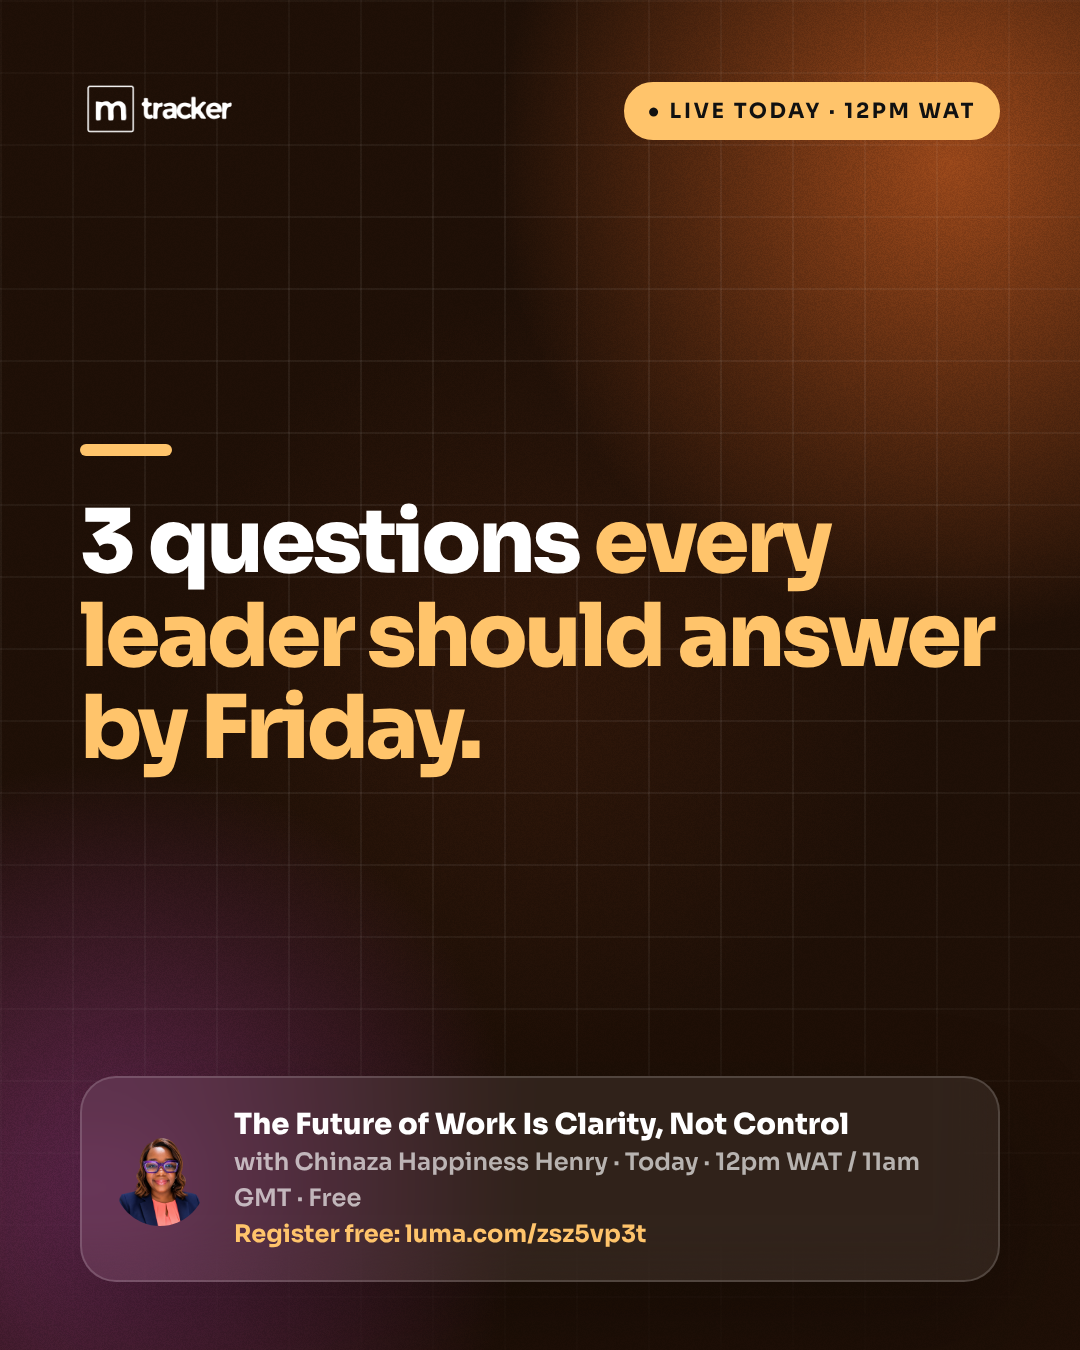 m tracker
• LIVE TODAY · 12PM WAT
3 questions every
leader should answer
by Friday.
The Future of Work Is Clarity, Not Control
with Chinaza Happiness Henry · Today · 12pm WAT / 11am
GMT · Free
Register free: luma.com/zsz5vp3t